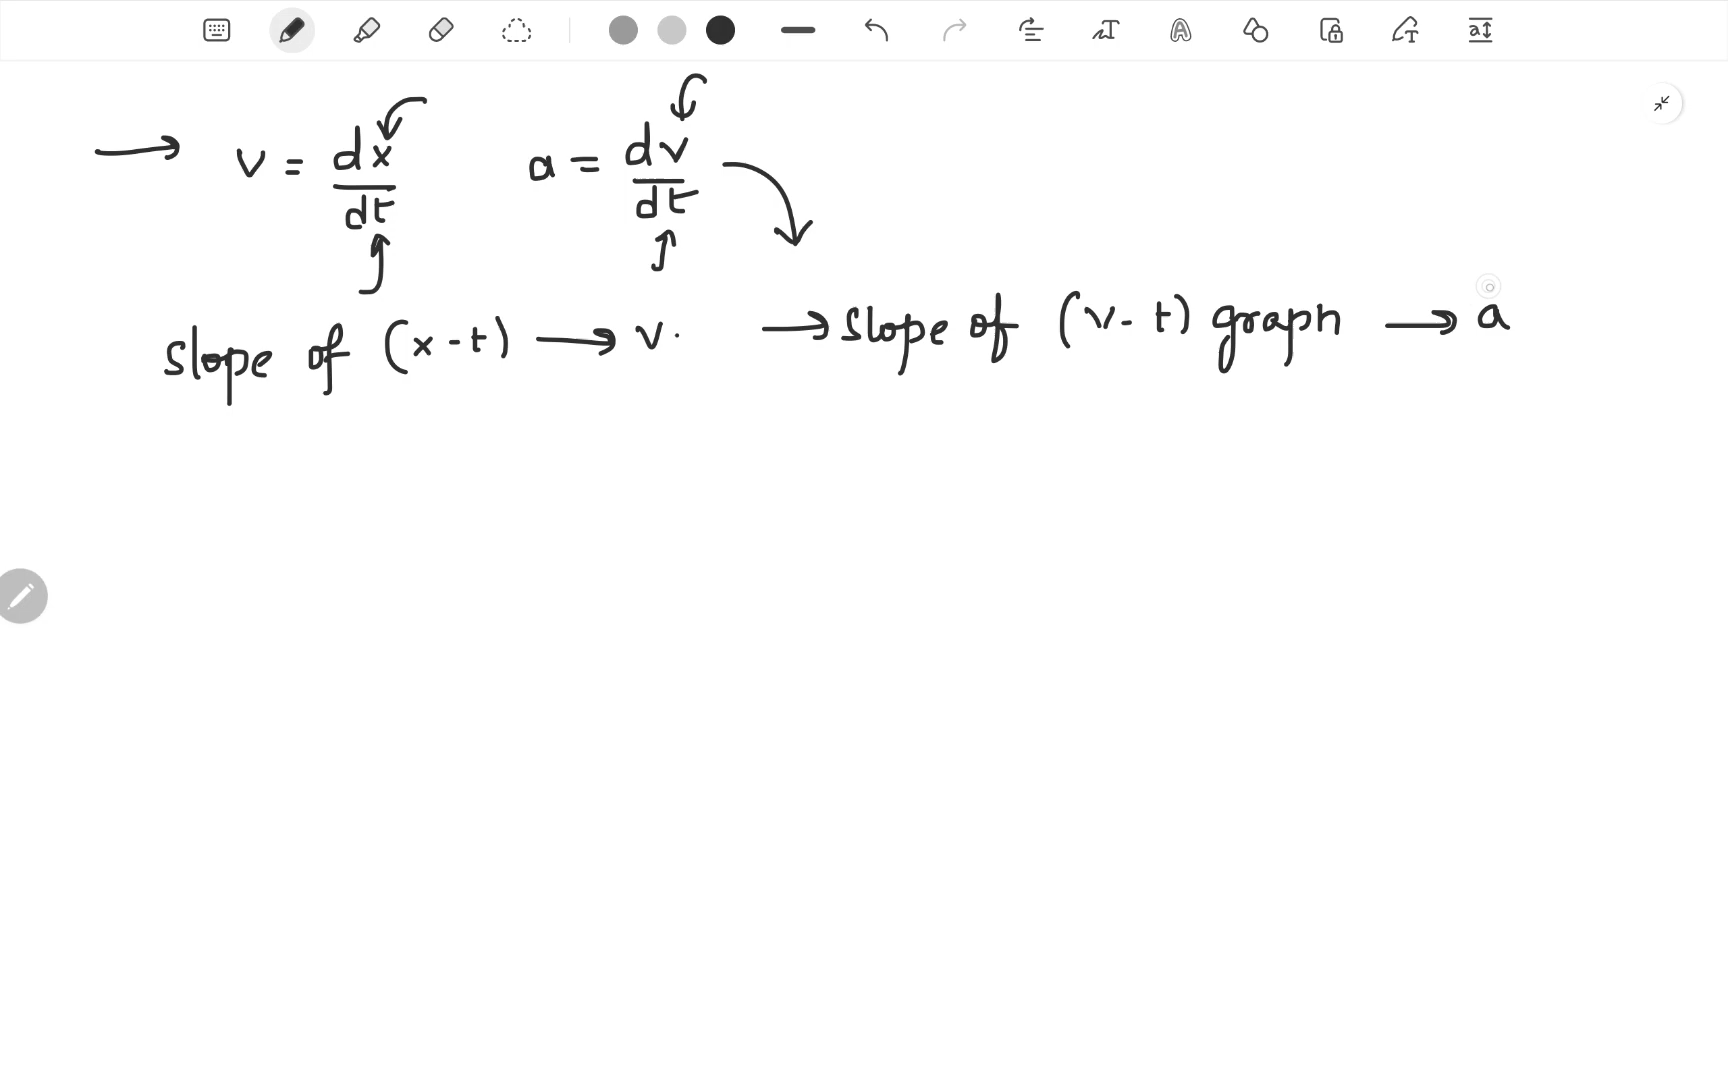 → v = dx/dt a = dv/dt
slope of (x - t) → v. → slope of (v - t) graph → a